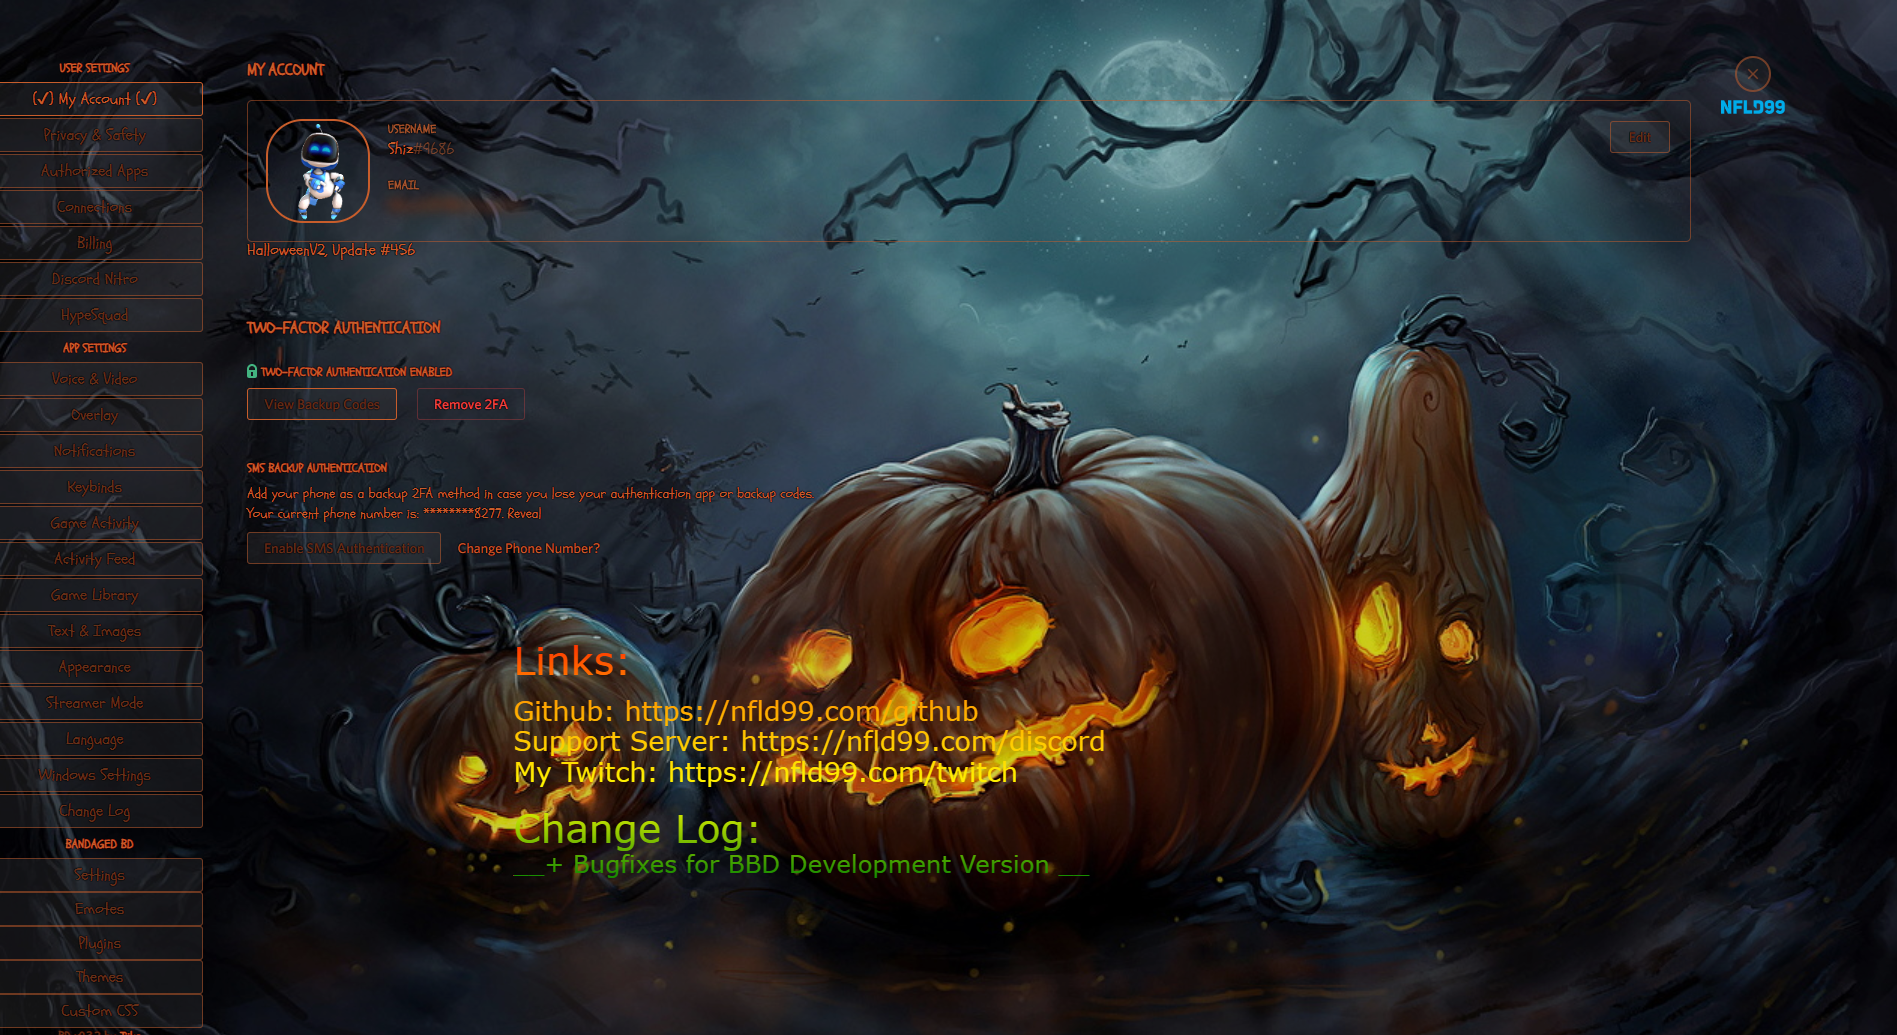 USER SETTINGS
(✓) My Account (✓)
Privacy & Safety
Authorized Apps
Connections
Billing
Discord Nitro
HypeSquad
APP SETTINGS
Voice & Video
Overlay
Notifications
Keybinds
Game Activity
Activity Feed
Game Library
Text & Images
Appearance
Streamer Mode
Language
Windows Settings
Change Log
BANDAGED BD
Settings
Emotes
Plugins
Themes
Custom CSS
MY ACCOUNT
NFLD99
USERNAME
Shiz#9686
Edit
EMAIL
HalloweenV2, Update #456
TWO-FACTOR AUTHENTICATION
TWO-FACTOR AUTHENTICATION ENABLED
View Backup Codes
Remove 2FA
SMS BACKUP AUTHENTICATION
Add your phone as a backup 2FA method in case you lose your authentication app or backup codes.
Your current phone number is: ********8277. Reveal
Enable SMS Authentication
Change Phone Number?
Links:
Github: https://nfld99.com/github
Support Server: https://nfld99.com/discord
My Twitch: https://nfld99.com/twitch
Change Log:
__+ Bugfixes for BBD Development Version __